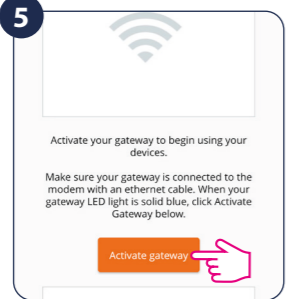 5
Activate your gateway to begin using your
devices.
Make sure your gateway is connected to the
modem with an ethernet cable. When your
gateway LED light is solid blue, click Activate
Gateway below.
Activate gateway